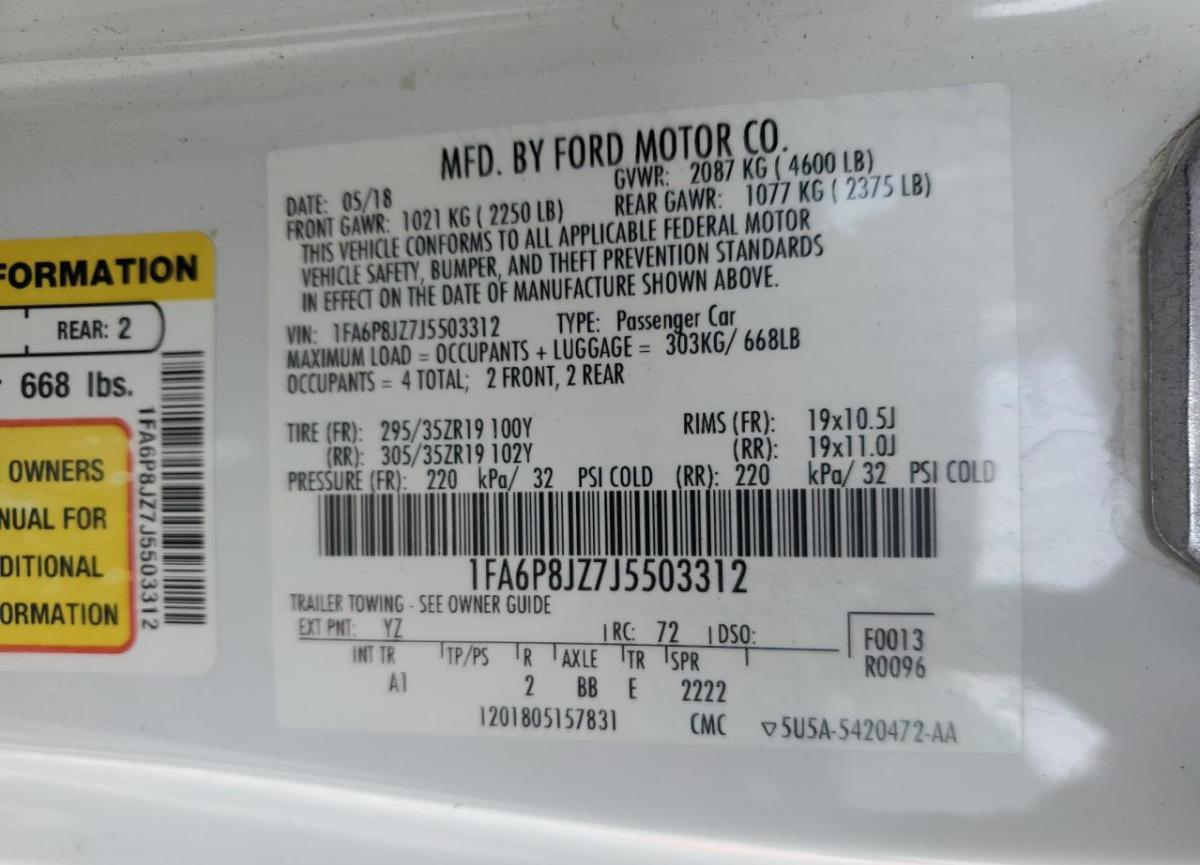 MFD. BY FORD MOTOR CO.
DATE: 05/18 GVWR: 2087 KG ( 4600 LB)
FRONT GAWR: 1021 KG ( 2250 LB) REAR GAWR: 1077 KG ( 2375 LB)
THIS VEHICLE CONFORMS TO ALL APPLICABLE FEDERAL MOTOR
VEHICLE SAFETY, BUMPER, AND THEFT PREVENTION STANDARDS
IN EFFECT ON THE DATE OF MANUFACTURE SHOWN ABOVE.
VIN: 1FA6P8JZ7J5503312 TYPE: Passenger Car
MAXIMUM LOAD = OCCUPANTS + LUGGAGE = 303KG/ 668LB
OCCUPANTS = 4 TOTAL; 2 FRONT, 2 REAR
TIRE (FR): 295/35ZR19 100Y RIMS (FR): 19x10.5J
(RR): 305/35ZR19 102Y (RR): 19x11.0J
PRESSURE (FR): 220 kPa/ 32 PSI COLD (RR): 220 kPa/ 32 PSI COLD
1FA6P8JZ7J5503312
TRAILER TOWING - SEE OWNER GUIDE
EXT PNT: YZ RC: 72 DSO: F0013
R0096
INT TR TP/PS R AXLE TR SPR
A1 2 BB E 2222
1201805157831 CMC ▽5U5A-5420472-AA
FORMATION
REAR: 2
668 lbs.
OWNERS
NUAL FOR
DITIONAL
ORMATION
1FA6P8JZ7J5503312